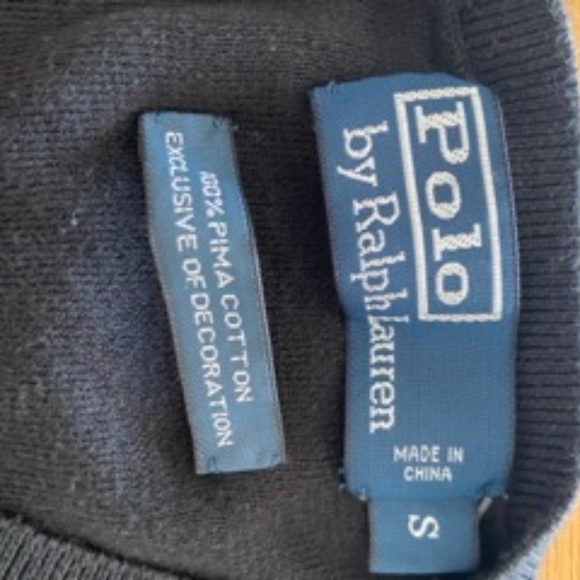 Polo
by Ralph Lauren
MADE IN
CHINA
S
100% PIMA COTTON
EXCLUSIVE OF DECORATION